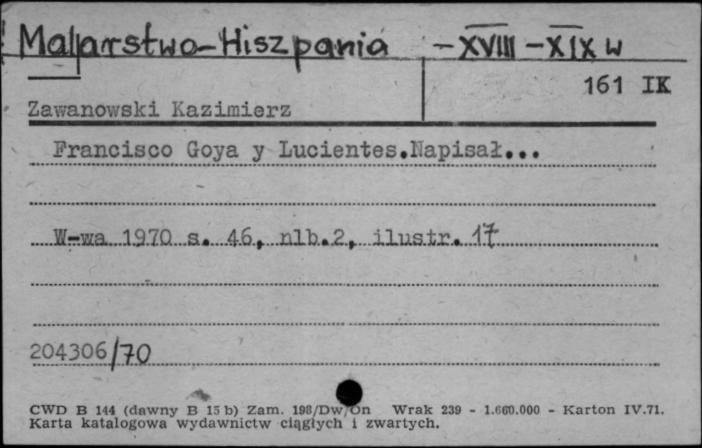 Malarstwo-Hiszpania -XVIII-XIX w
161 IK
Zawanowski Kazimierz
Francisco Goya y Lucientes.Napisał...
W-wa 1970 s. 46, nlb.2, ilustr. 17
204306/70
CWD B 144 (dawny B 15 b) Zam. 198/Dw/On Wrak 239 - 1.660.000 - Karton IV.71.
Karta katalogowa wydawnictw ciągłych i zwartych.